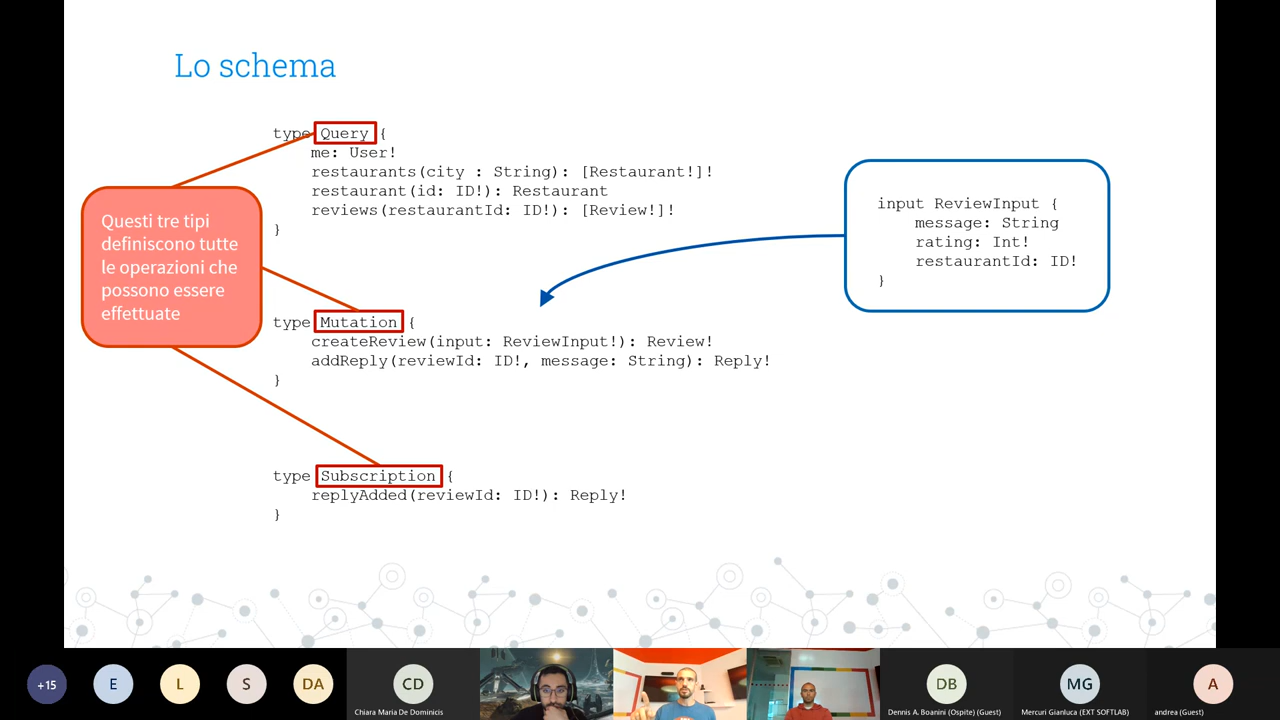 Lo schema
type Query {
me: User!
restaurants(city : String): [Restaurant!]!
restaurant(id: ID!): Restaurant
reviews(restaurantId: ID!): [Review!]!
}
Questi tre tipi
definiscono tutte
le operazioni che
possono essere
effettuate
input ReviewInput {
message: String
rating: Int!
restaurantId: ID!
}
type Mutation {
createReview(input: ReviewInput!): Review!
addReply(reviewId: ID!, message: String): Reply!
}
type Subscription {
replyAdded(reviewId: ID!): Reply!
}
+15
E
L
S
DA
CD
Chiara Maria De Dominicis
DB
Dennis A. Boanini (Ospite) (Guest)
MG
Mercuri Gianluca (EXT SOFTLAB)
A
andrea (Guest)